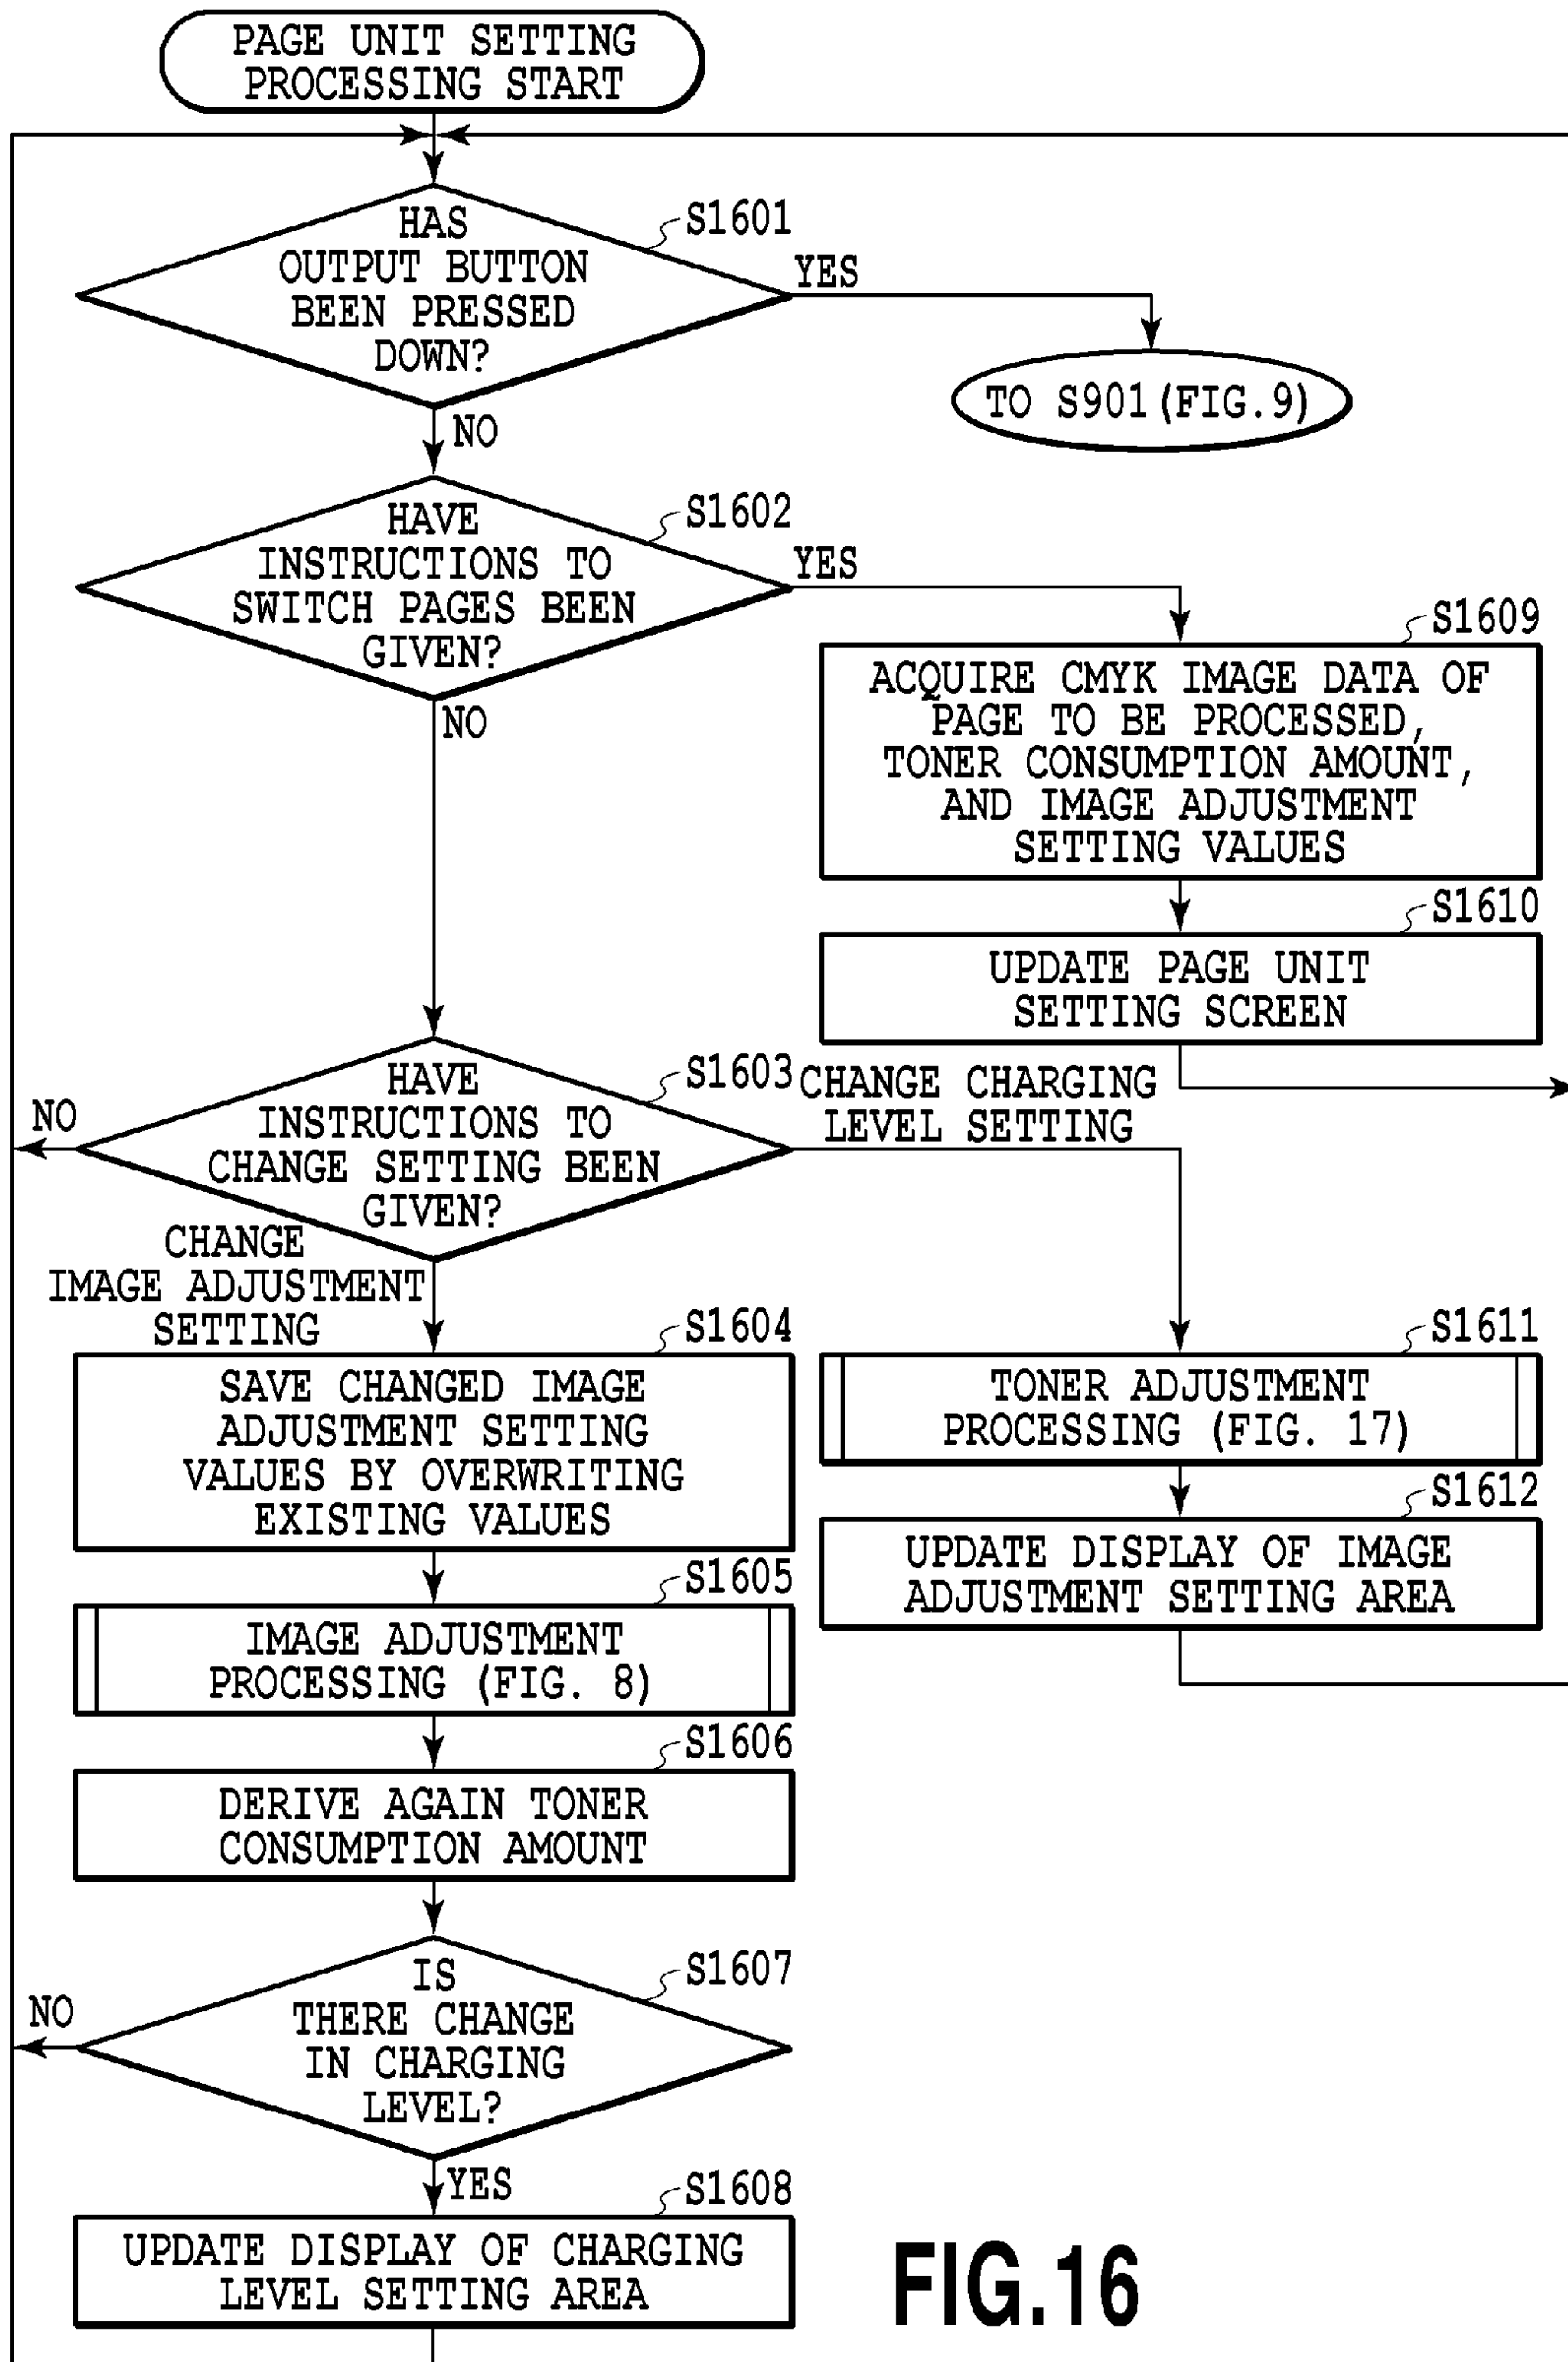 PAGE UNIT SETTING
PROCESSING START
S1601
HAS
OUTPUT BUTTON
BEEN PRESSED
DOWN?
YES
TO S901(FIG.9)
NO
S1602
HAVE
INSTRUCTIONS TO
SWITCH PAGES BEEN
GIVEN?
YES
NO
S1609
ACQUIRE CMYK IMAGE DATA OF
PAGE TO BE PROCESSED,
TONER CONSUMPTION AMOUNT,
AND IMAGE ADJUSTMENT
SETTING VALUES
S1610
UPDATE PAGE UNIT
SETTING SCREEN
S1603
HAVE
INSTRUCTIONS TO
CHANGE SETTING BEEN
GIVEN?
NO
CHANGE CHARGING
LEVEL SETTING
CHANGE
IMAGE ADJUSTMENT
SETTING
S1604
SAVE CHANGED IMAGE
ADJUSTMENT SETTING
VALUES BY OVERWRITING
EXISTING VALUES
S1611
TONER ADJUSTMENT
PROCESSING (FIG. 17)
S1612
UPDATE DISPLAY OF IMAGE
ADJUSTMENT SETTING AREA
S1605
IMAGE ADJUSTMENT
PROCESSING (FIG. 8)
S1606
DERIVE AGAIN TONER
CONSUMPTION AMOUNT
S1607
IS
THERE CHANGE
IN CHARGING
LEVEL?
NO
YES
S1608
UPDATE DISPLAY OF CHARGING
LEVEL SETTING AREA
FIG.16